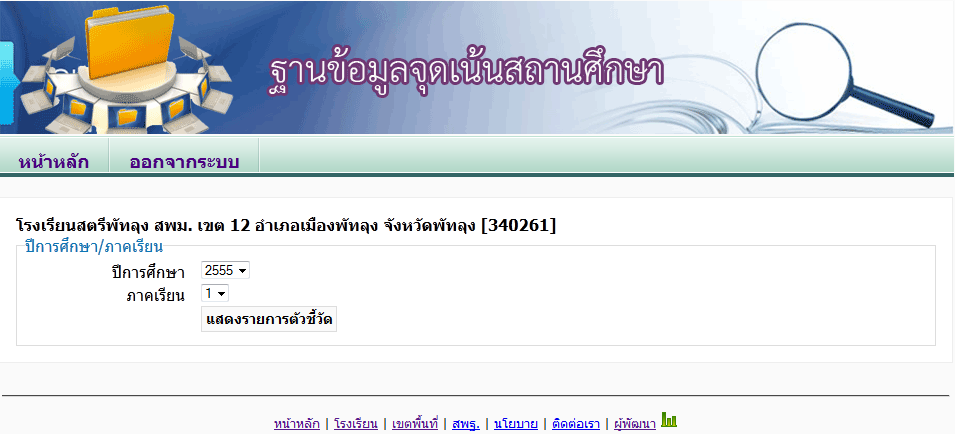 ฐานข้อมูลจุดเน้นสถานศึกษา
หน้าหลัก ออกจากระบบ
โรงเรียนสตรีพัทลุง สพม. เขต 12 อำเภอเมืองพัทลุง จังหวัดพัทลุง [340261]
ปีการศึกษา/ภาคเรียน
ปีการศึกษา 2555
ภาคเรียน 1
แสดงรายการตัวชี้วัด
หน้าหลัก | โรงเรียน | เขตพื้นที่ | สพฐ. | นโยบาย | ติดต่อเรา | ผู้พัฒนา